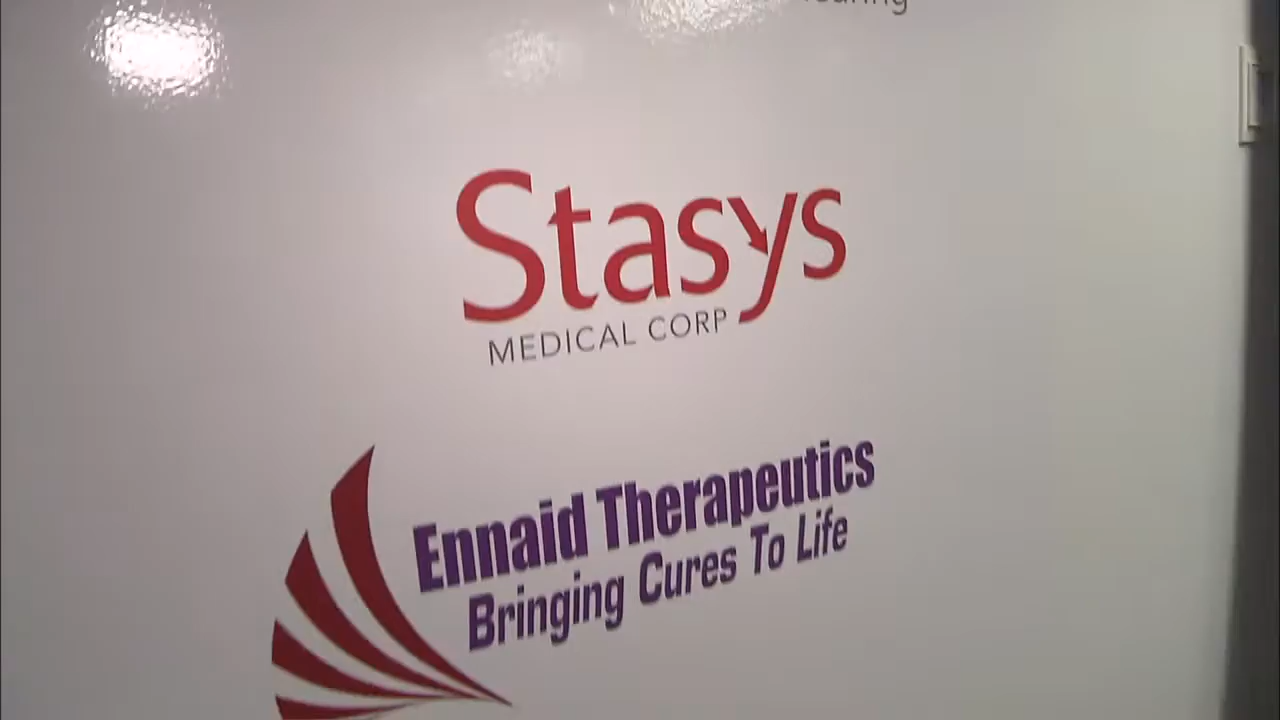 Stasys
MEDICAL CORP
Ennaid Therapeutics
Bringing Cures To Life